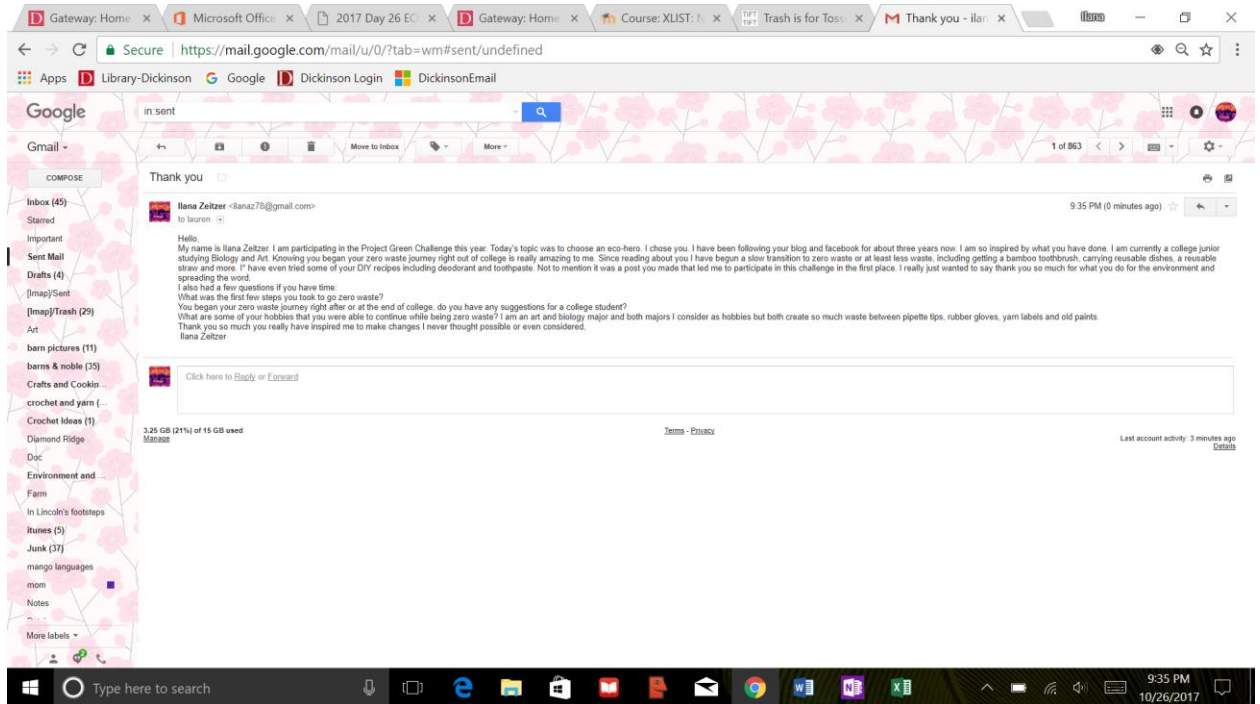 Gateway: Home
Microsoft Office
2017 Day 26 EC
Gateway: Home
Course: XLIST:
TIFT TIFT Trash is for Toss
Thank you - ilan
Ilana
Secure https://mail.google.com/mail/u/0/?tab=wm#sent/undefined
Apps Library-Dickinson Google Dickinson Login DickinsonEmail
Google in:sent
Gmail Move to Inbox More 1 of 863
COMPOSE Thank you
Inbox (45)
Starred
Important
Sent Mail
Drafts (4)
[Imap]/Sent
[Imap]/Trash (29)
Art
barn pictures (11)
barns & noble (35)
Crafts and Cookin...
crochet and yarn (...
Crochet Ideas (1)
Diamond Ridge
Doc
Environment and ...
Farm
In Lincoln's footsteps
itunes (5)
Junk (37)
mango languages
mom
Notes
More labels
Ilana Zeitzer <ilanaz78@gmail.com> 9:35 PM (0 minutes ago)
to lauren
Hello,
My name is Ilana Zeitzer. I am participating in the Project Green Challenge this year. Today's topic was to choose an eco-hero. I chose you. I have been following your blog and facebook for about three years now. I am so inspired by what you have done. I am currently a college junior
studying Biology and Art. Knowing you began your zero waste journey right out of college is really amazing to me. Since reading about you I have begun a slow transition to zero waste or at least less waste, including getting a bamboo toothbrush, carrying reusable dishes, a reusable
straw and more. I" have even tried some of your DIY recipes including deodorant and toothpaste. Not to mention it was a post you made that led me to participate in this challenge in the first place. I really just wanted to say thank you so much for what you do for the environment and
spreading the word.
I also had a few questions if you have time:
What was the first few steps you took to go zero waste?
You began your zero waste journey right after or at the end of college, do you have any suggestions for a college student?
What are some of your hobbies that you were able to continue while being zero waste? I am an art and biology major and both majors I consider as hobbies but both create so much waste between pipette tips, rubber gloves, yarn labels and old paints.
Thank you so much you really have inspired me to make changes I never thought possible or even considered,
Ilana Zeitzer
Click here to Reply or Forward
3.25 GB (21%) of 15 GB used
Manage
Terms - Privacy
Last account activity: 3 minutes ago
Details
Type here to search
9:35 PM
10/26/2017